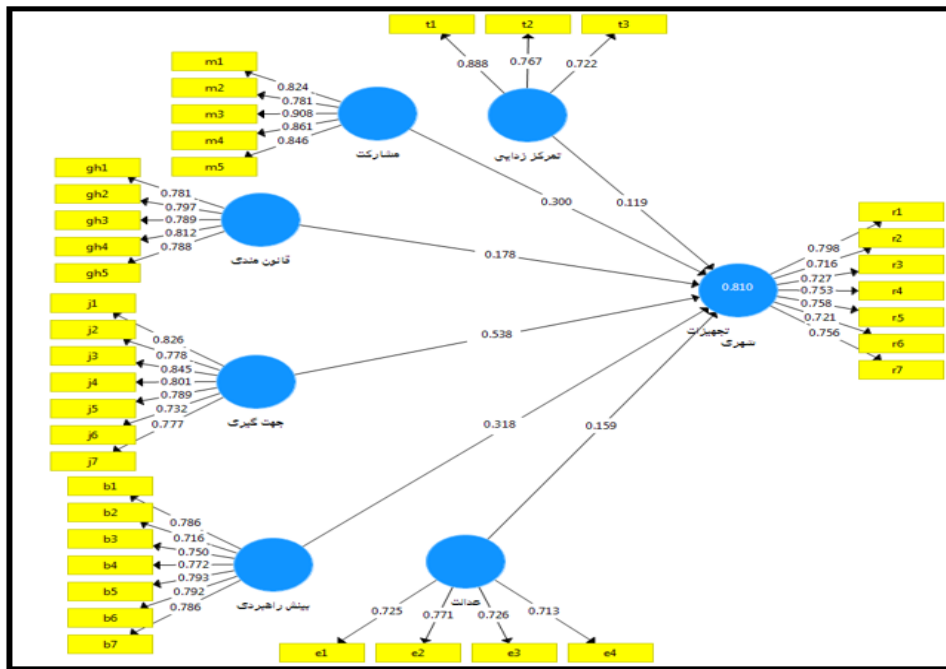 t1 t2 t3
0.888 0.767 0.722
تمرکز زدایی
0.119
m1
m2
m3
m4
m5
0.824
0.781
0.908
0.861
0.846
مشارکت
0.300
gh1
gh2
gh3
gh4
gh5
0.781
0.797
0.789
0.812
0.788
قانون مندی
0.178
j1
j2
j3
j4
j5
j6
j7
0.826
0.778
0.845
0.801
0.789
0.732
0.777
جهت گیری
0.538
b1
b2
b3
b4
b5
b6
b7
0.786
0.716
0.750
0.772
0.793
0.792
0.786
بینش راهبردی
0.318
عدالت
0.159
0.725 0.771 0.726 0.713
e1 e2 e3 e4
0.810
تجهیزات
شهری
0.798
0.716
0.727
0.753
0.758
0.721
0.756
r1
r2
r3
r4
r5
r6
r7